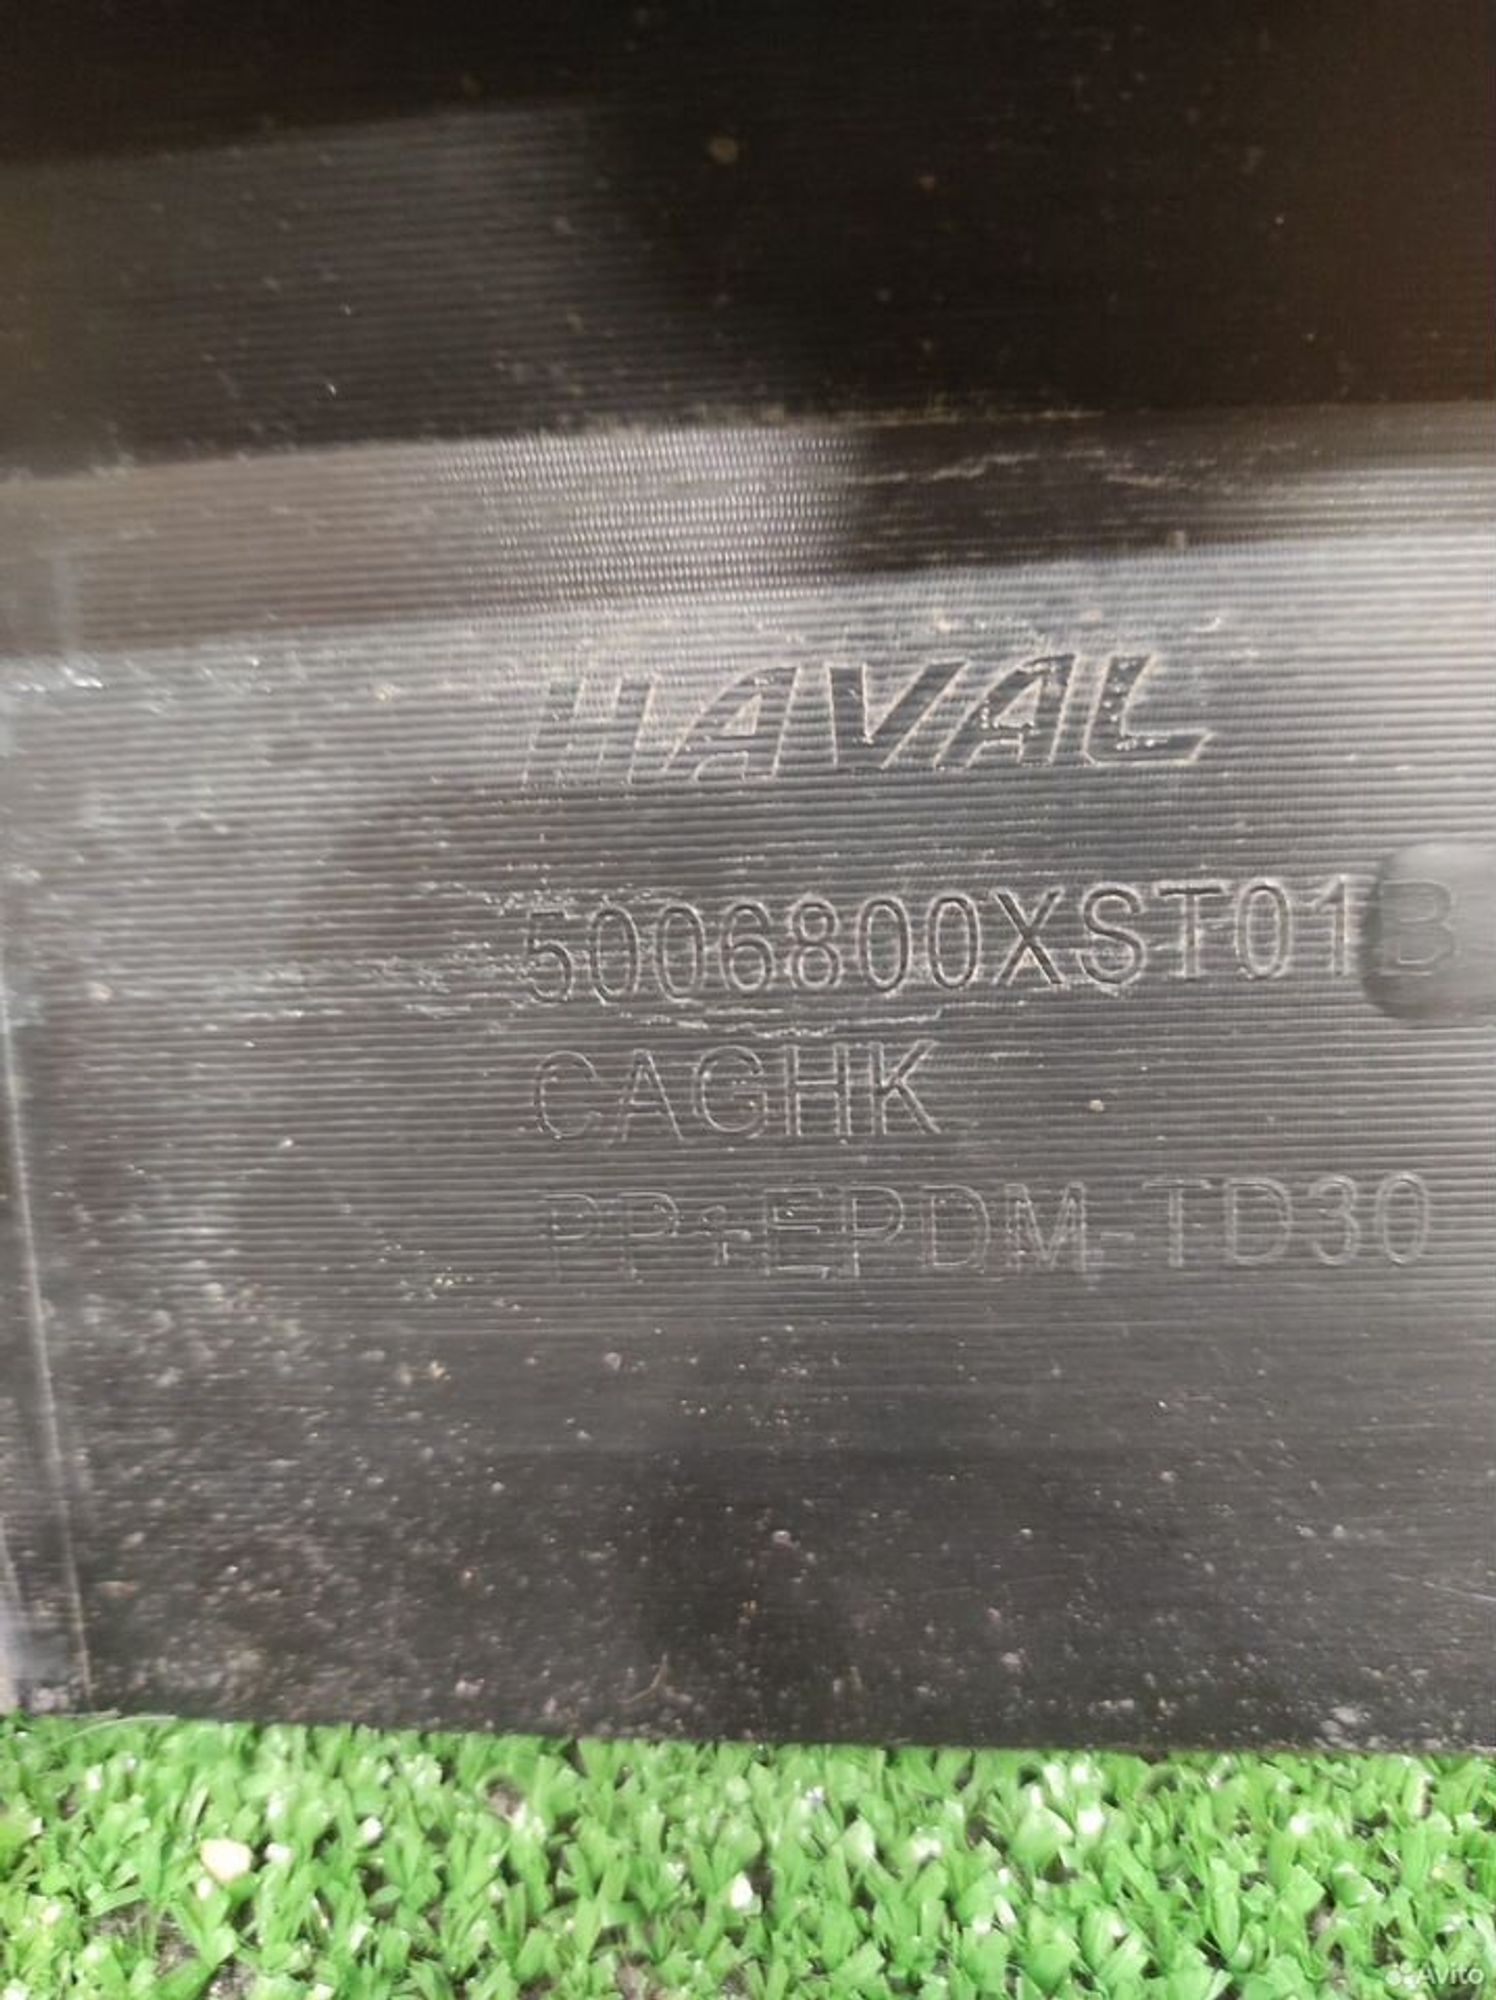 HAVAL
5006800XST01B
CAGHK
PP+EPDM-TD30
Avito